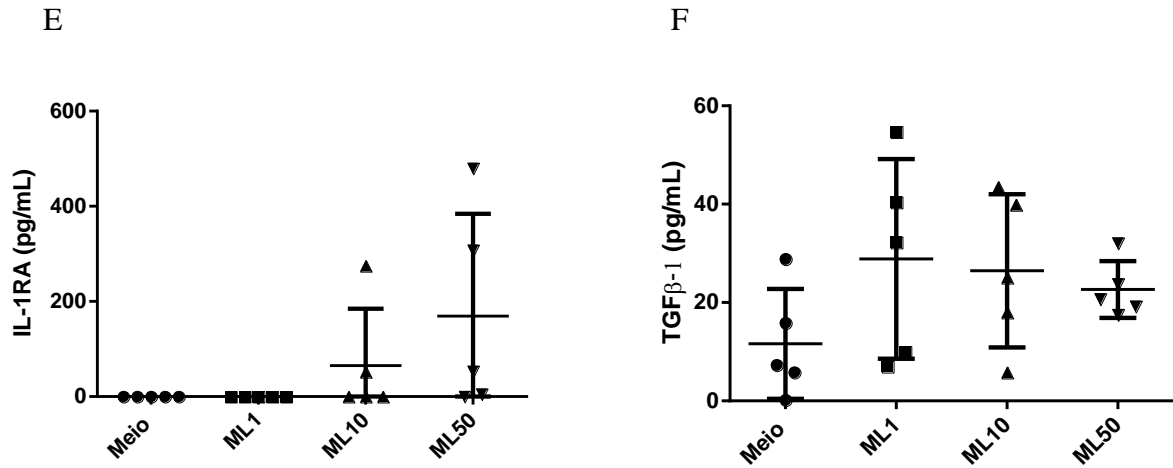 E
600
400
200
0
IL-1RA (pg/mL)
Meio
ML1
ML10
ML50
F
60
40
20
0
TGFβ-1 (pg/mL)
Meio
ML1
ML10
ML50